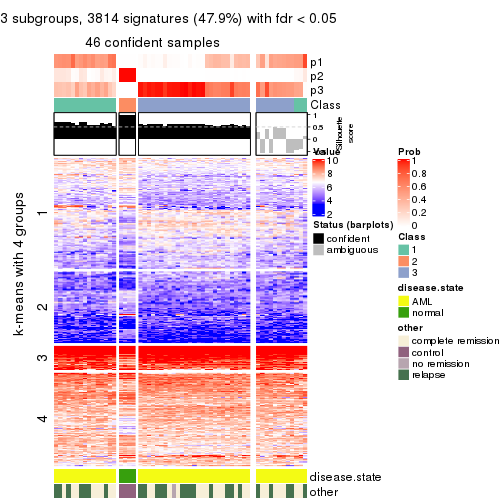 3 subgroups, 3814 signatures (47.9%) with fdr < 0.05
46 confident samples
p1
p2
p3
Class
1
0.5
0
Silhouette
score
k-means with 4 groups
1
2
3
4
Value
10
8
6
4
2
Status (barplots)
confident
ambiguous
Prob
1
0.8
0.6
0.4
0.2
0
Class
1
2
3
disease.state
AML
normal
other
complete remission
control
no remission
relapse
disease.state
other